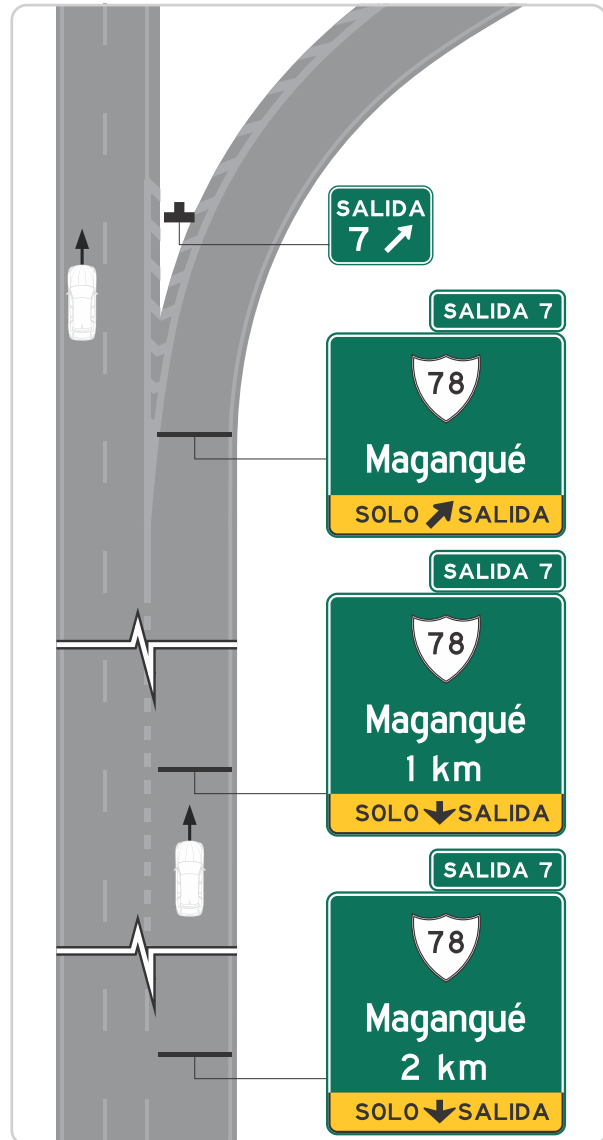 SALIDA
7
SALIDA 7
78
Magangué
SOLO SALIDA
SALIDA 7
78
Magangué
1 km
SOLO SALIDA
SALIDA 7
78
Magangué
2 km
SOLO SALIDA